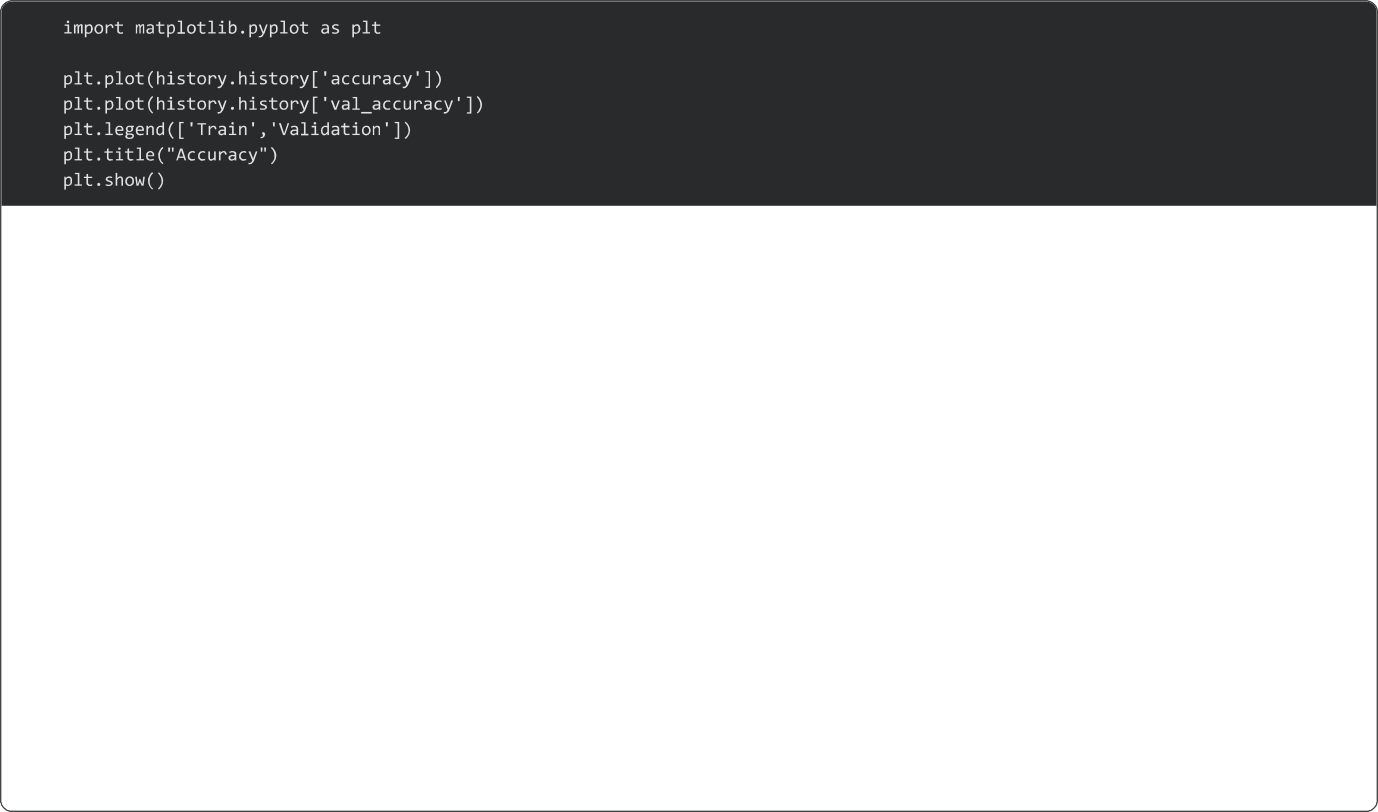 import matplotlib.pyplot as plt
plt.plot(history.history['accuracy'])
plt.plot(history.history['val_accuracy'])
plt.legend(['Train','Validation'])
plt.title("Accuracy")
plt.show()